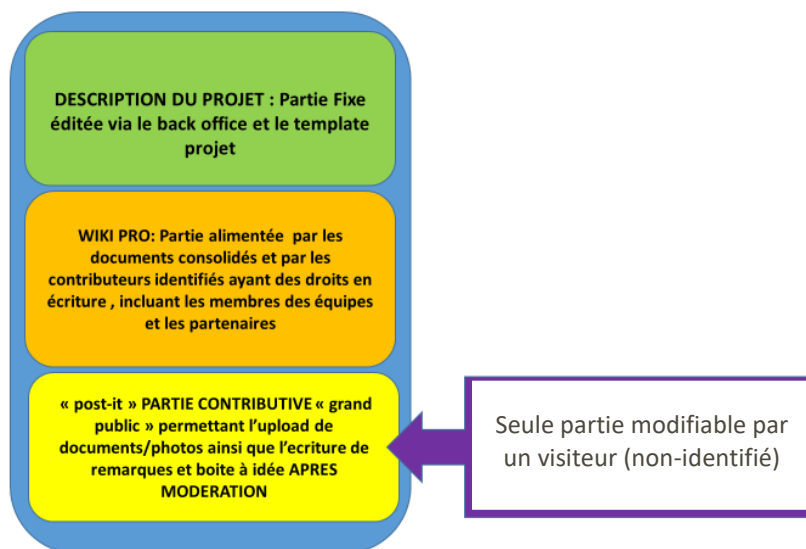 DESCRIPTION DU PROJET : Partie Fixe
éditée via le back office et le template
projet
WIKI PRO: Partie alimentée par les
documents consolidés et par les
contributeurs identifiés ayant des droits en
écriture , incluant les membres des équipes
et les partenaires
« post-it » PARTIE CONTRIBUTIVE « grand
public » permettant l’upload de
documents/photos ainsi que l’ecriture de
remarques et boite à idée APRES
MODERATION
Seule partie modifiable par
un visiteur (non-identifié)